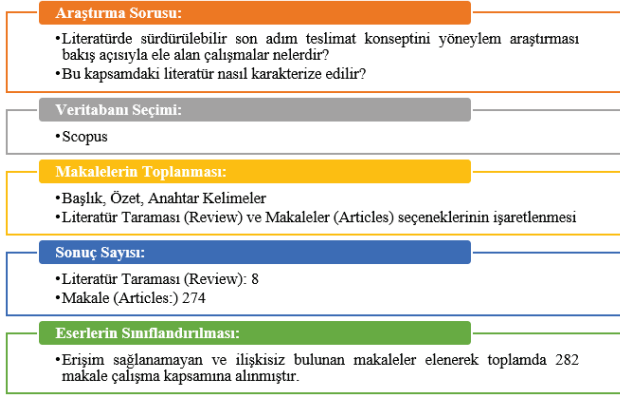 Araştırma Sorusu:
•Literatürde sürdürülebilir son adım teslimat konseptini yöneylem araştırması
bakış açısıyla ele alan çalışmalar nelerdir?
•Bu kapsamdaki literatür nasıl karakterize edilir?
Veritabanı Seçimi:
•Scopus
Makalelerin Toplanması:
•Başlık, Özet, Anahtar Kelimeler
•Literatür Taraması (Review) ve Makaleler (Articles) seçeneklerinin işaretlenmesi
Sonuç Sayısı:
•Literatür Taraması (Review): 8
•Makale (Articles:) 274
Eserlerin Sınıflandırılması:
•Erişim sağlanamayan ve ilişkisiz bulunan makaleler elenerek toplamda 282
makale çalışma kapsamına alınmıştır.